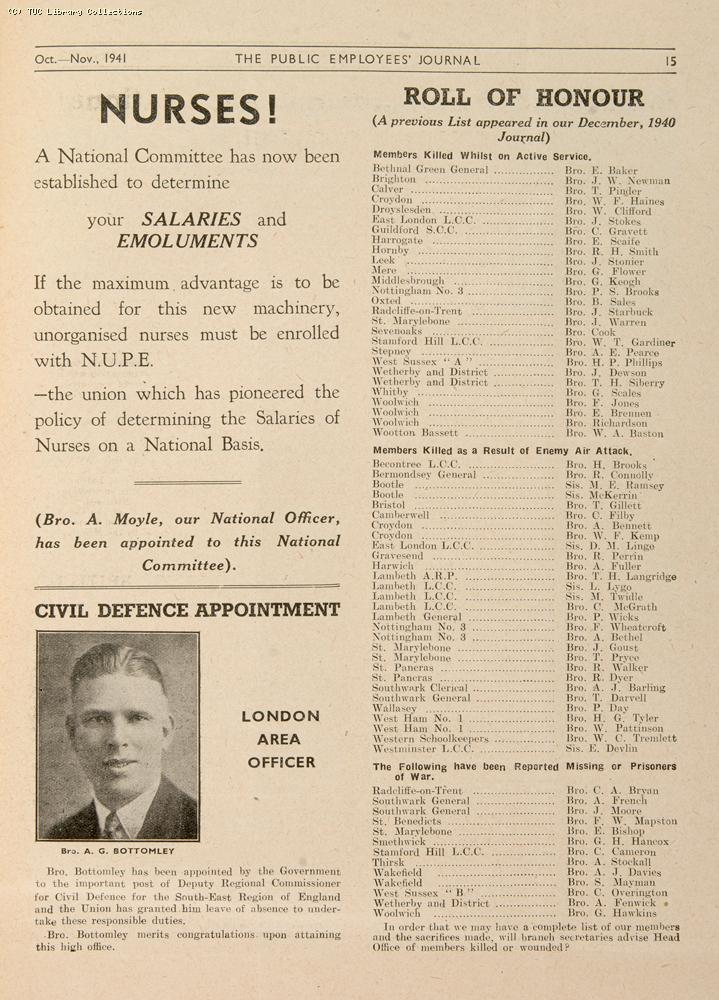 (C) TUC Library Collections
Oct.—Nov., 1941 THE PUBLIC EMPLOYEES' JOURNAL 15
NURSES!
A National Committee has now been
established to determine
your SALARIES and
EMOLUMENTS
If the maximum advantage is to be
obtained for this new machinery,
unorganised nurses must be enrolled
with N.U.P.E.
—the union which has pioneered the
policy of determining the Salaries of
Nurses on a National Basis.
(Bro. A. Moyle, our National Officer,
has been appointed to this National
Committee).
CIVIL DEFENCE APPOINTMENT
LONDON
AREA
OFFICER
Bro. A. G. BOTTOMLEY
Bro. Bottomley has been appointed by the Government
to the important post of Deputy Regional Commissioner
for Civil Defence for the South-East Region of England
and the Union has granted him leave of absence to under-
take these responsible duties.
Bro. Bottomley merits congratulations upon attaining
this high office.
ROLL OF HONOUR
(A previous List appeared in our December, 1940
Journal)
Members Killed Whilst on Active Service.
Bethnal Green General ................ Bro. E. Baker
Brighton ................ Bro. J. W. Newman
Calver ................ Bro. T. Pinder
Croydon ................ Bro. W. F. Haines
Droyslesden ................ Bro. W. Clifford
East London L.C.C. ................ Bro. J. Stokes
Guildford S.C.C. ................ Bro. C. Gravett
Harrogate ................ Bro. E. Scaife
Hornby ................ Bro. R. H. Smith
Leek ................ Bro. J. Stonier
Mere ................ Bro. G. Flower
Middlesbrough ................ Bro. G. Keogh
Nottingham No. 3 ................ Bro. P. S. Brooks
Oxted ................ Bro. B. Sales
Radcliffe-on-Trent ................ Bro. J. Starbuck
St. Marylebone ................ Bro. J. Warren
Sevenoaks ................ Bro. Cook
Stamford Hill L.C.C. ................ Bro. W. T. Gardiner
Stepney ................ Bro. A. E. Pearce
West Sussex "A" ................ Bro. H. P. Phillips
Wetherby and District ................ Bro. J. Dewson
Wetherby and District ................ Bro. T. H. Siberry
Whitby ................ Bro. G. Scales
Woolwich ................ Bro. F. Jones
Woolwich ................ Bro. E. Brennen
Woolwich ................ Bro. Richardson
Wootton Bassett ................ Bro. W. A. Baston
Members Killed as a Result of Enemy Air Attack.
Becontree L.C.C. ................ Bro. H. Brooks
Bermondsey General ................ Bro. R. Connolly
Bootle ................ Sis. M. E. Ramsey
Bootle ................ Sis. McKerrin
Bristol ................ Bro. T. Gillett
Camberwell ................ Bro. C. Filby
Croydon ................ Bro. A. Bennett
Croydon ................ Bro. W. F. Kemp
East London L.C.C. ................ Sis. D. M. Lingo
Gravesend ................ Bro. R. Perrin
Harwich ................ Bro. A. Fuller
Lambeth A.R.P. ................ Bro. T. H. Langridge
Lambeth L.C.C. ................ Sis. L. Lygo
Lambeth L.C.C. ................ Sis. M. Twidle
Lambeth L.C.C. ................ Bro. C. McGrath
Lambeth General ................ Bro. P. Wicks
Nottingham No. 3 ................ Bro. F. Wheatcroft
Nottingham No. 3 ................ Bro. A. Bethel
St. Marylebone ................ Bro. J. Goust
St. Marylebone ................ Bro. T. Pryce
St. Pancras ................ Bro. R. Walker
St. Pancras ................ Bro. R. Dyer
Southwark Clerical ................ Bro. A. J. Barling
Southwark General ................ Bro. T. Darvell
Wallasey ................ Bro. P. Day
West Ham No. 1 ................ Bro. H. G. Tyler
West Ham No. 1 ................ Bro. W. Pattinson
Western Schoolkeepers ................ Bro. W. C. Tremlett
Westminster L.C.C. ................ Sis. E. Devlin
The Following have been Reported Missing or Prisoners
of War.
Radcliffe-on-Trent ................ Bro. C. A. Bryan
Southwark General ................ Bro. A. French
Southwark General ................ Bro. J. Moore
St. Benedicts ................ Bro. F. W. Mapston
St. Marylebone ................ Bro. E. Bishop
Smethwick ................ Bro. G. H. Hancox
Stamford Hill L.C.C. ................ Bro. C. Cameron
Thirsk ................ Bro. A. Stockall
Wakefield ................ Bro. A. J. Davies
Wakefield ................ Bro. S. Mayman
West Sussex "B" ................ Bro. C. Overington
Wetherby and District ................ Bro. A. Fenwick
Woolwich ................ Bro. G. Hawkins
In order that we may have a complete list of our members
and the sacrifices made, will branch secretaries advise Head
Office of members killed or wounded?